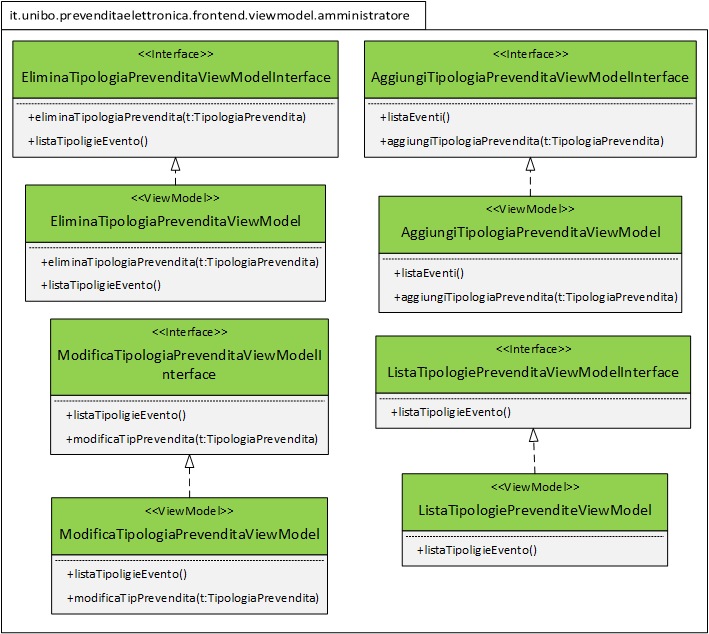 it.unibo.prevenditaelettronica.frontend.viewmodel.amministratore
<<Interface>>
EliminaTipologiaPrevenditaViewModelInterface
+eliminaTipologiaPrevendita(t:TipologiaPrevendita)
+listaTipoligieEvento()
<<Interface>>
AggiungiTipologiaPrevenditaViewModelInterface
+listaEventi()
+aggiungiTipologiaPrevendita(t:TipologiaPrevendita)
<<ViewModel>>
EliminaTipologiaPrevenditaViewModel
+eliminaTipologiaPrevendita(t:TipologiaPrevendita)
+listaTipoligieEvento()
<<ViewModel>>
AggiungiTipologiaPrevenditaViewModel
+listaEventi()
+aggiungiTipologiaPrevendita(t:TipologiaPrevendita)
<<Interface>>
ModificaTipologiaPrevenditaViewModelI
nterface
+listaTipoligieEvento()
+modificaTipPrevendita(t:TipologiaPrevendita)
<<Interface>>
ListaTipologiePrevenditaViewModelInterface
+listaTipoligieEvento()
<<ViewModel>>
ModificaTipologiaPrevenditaViewModel
+listaTipoligieEvento()
+modificaTipPrevendita(t:TipologiaPrevendita)
<<ViewModel>>
ListaTipologiePrevenditeViewModel
+listaTipoligieEvento()